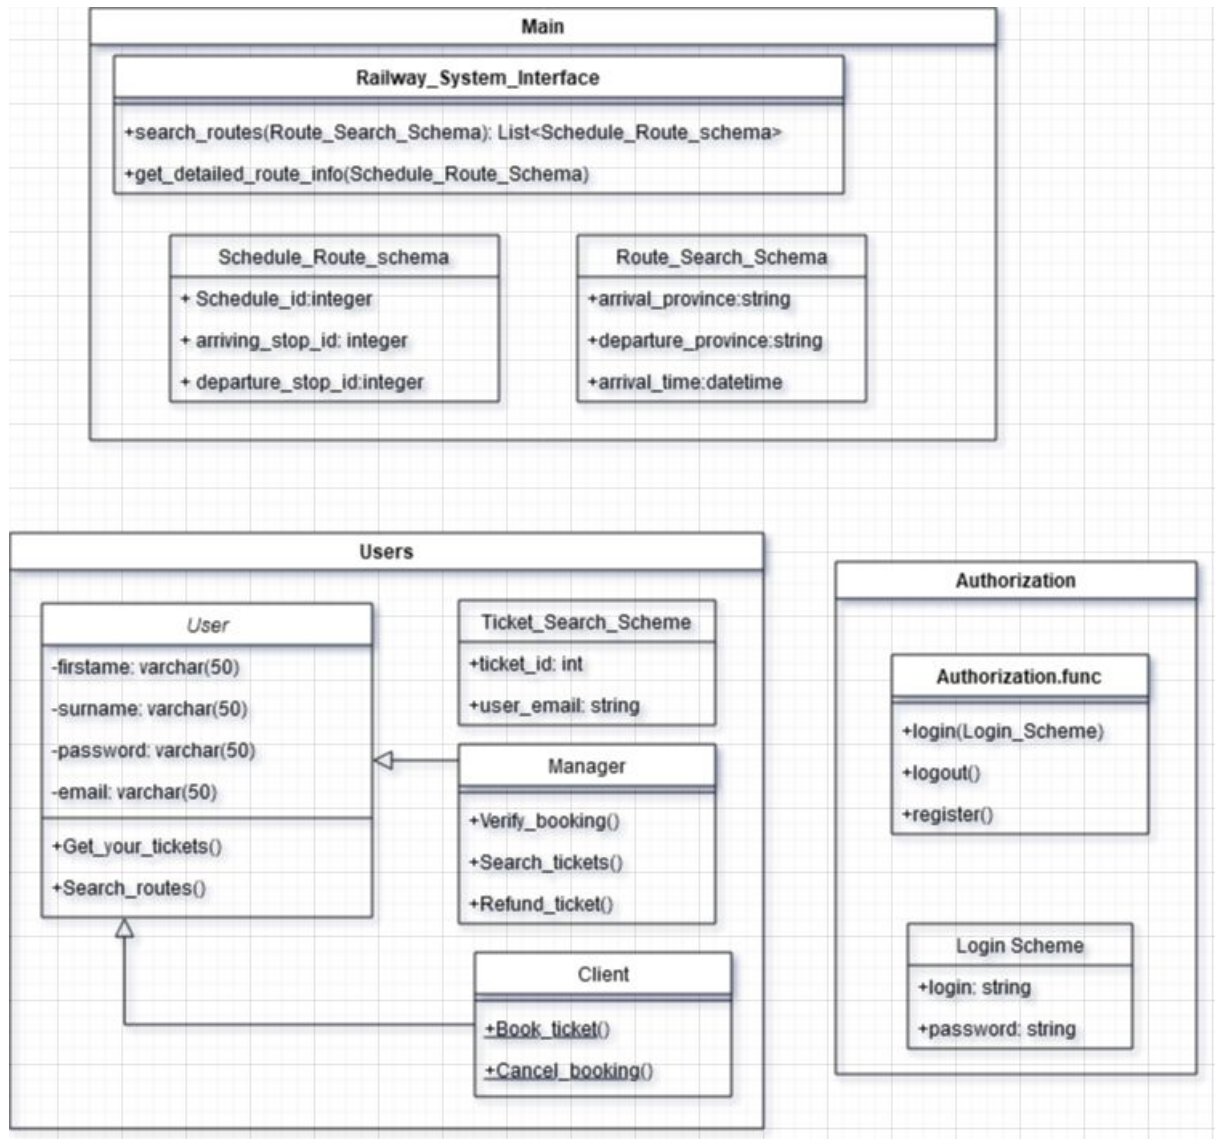 Main
Railway_System_Interface
+search_routes(Route_Search_Schema): List<Schedule_Route_schema>
+get_detailed_route_info(Schedule_Route_Schema)
Schedule_Route_schema
+ Schedule_id:integer
+ arriving_stop_id: integer
+ departure_stop_id:integer
Route_Search_Schema
+arrival_province:string
+departure_province:string
+arrival_time:datetime
Users
User
-firstame: varchar(50)
-surname: varchar(50)
-password: varchar(50)
-email: varchar(50)
+Get_your_tickets()
+Search_routes()
Ticket_Search_Scheme
+ticket_id: int
+user_email: string
Manager
+Verify_booking()
+Search_tickets()
+Refund_ticket()
Client
+Book_ticket()
+Cancel_booking()
Authorization
Authorization.func
+login(Login_Scheme)
+logout()
+register()
Login Scheme
+login: string
+password: string